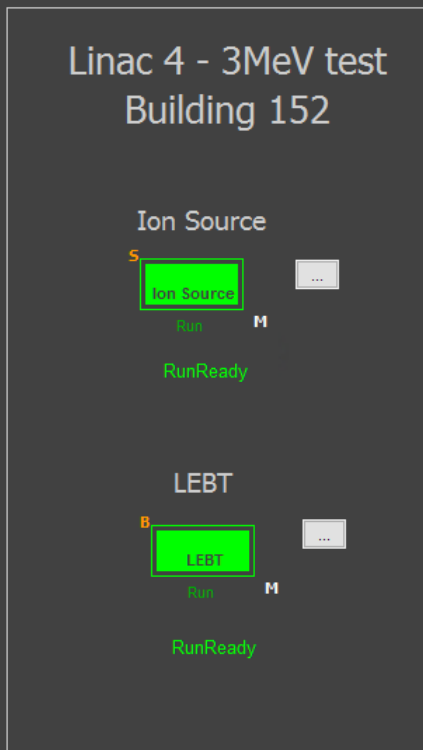 Linac 4 - 3MeV test
Building 152
Ion Source
S
...
Ion Source
Run M
RunReady
LEBT
B
...
LEBT
Run M
RunReady